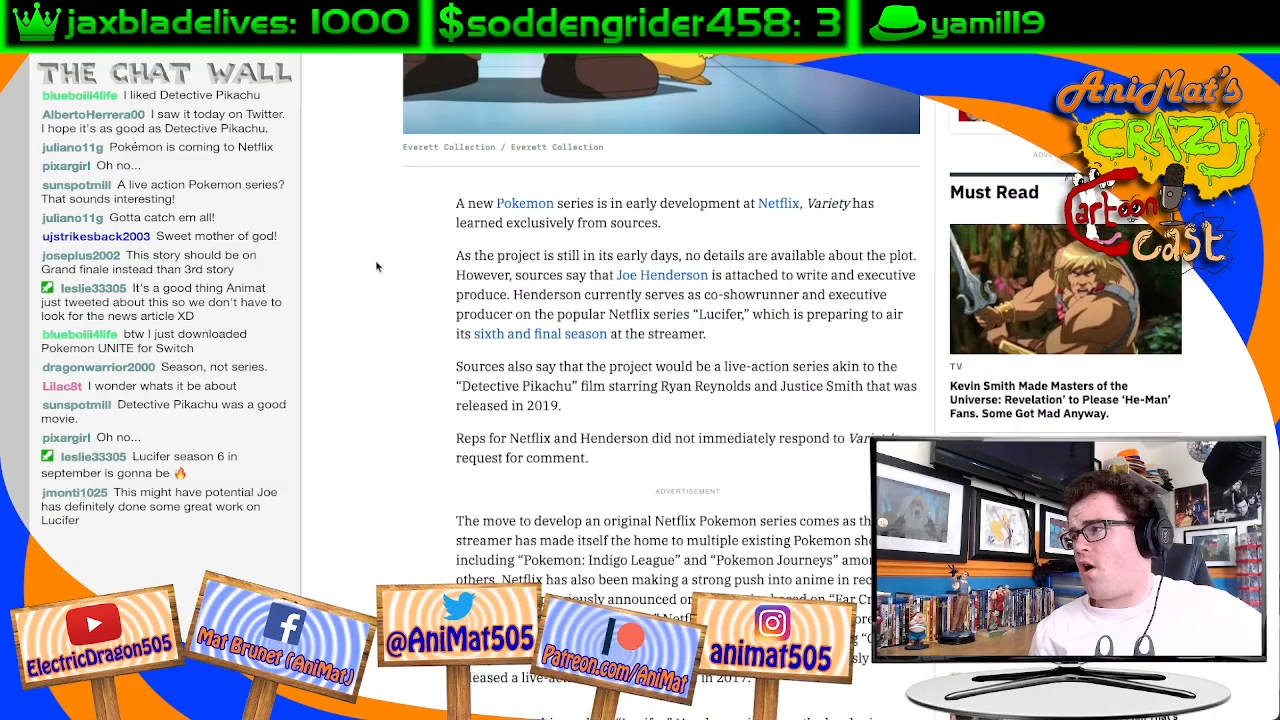 jaxbladelives: 1000
$soddengrider458: 3
yami119
THE CHAT WALL
blueboiii4life I liked Detective Pikachu
AlbertoHerrera00 I saw it today on Twitter.
I hope it's as good as Detective Pikachu.
juliano11g Pokémon is coming to Netflix
pixargirl Oh no...
sunspotmill A live action Pokemon series?
That sounds interesting!
juliano11g Gotta catch em all!
ujstrikesback2003 Sweet mother of god!
joseplus2002 This story should be on
Grand finale instead than 3rd story
leslie33305 It's a good thing Animat
just tweeted about this so we don't have to
look for the news article XD
blueboiii4life btw I just downloaded
Pokemon UNITE for Switch
dragonwarrior2000 Season, not series.
Lilac8t I wonder whats it be about
sunspotmill Detective Pikachu was a good
movie.
pixargirl Oh no...
leslie33305 Lucifer season 6 in
september is gonna be 🔥
jmonti1025 This might have potential Joe
has definitely done some great work on
Lucifer
Everett Collection / Everett Collection
A new Pokemon series is in early development at Netflix, Variety has
learned exclusively from sources.
As the project is still in its early days, no details are available about the plot.
However, sources say that Joe Henderson is attached to write and executive
produce. Henderson currently serves as co-showrunner and executive
producer on the popular Netflix series “Lucifer,” which is preparing to air
its sixth and final season at the streamer.
Sources also say that the project would be a live-action series akin to the
“Detective Pikachu” film starring Ryan Reynolds and Justice Smith that was
released in 2019.
Reps for Netflix and Henderson did not immediately respond to
request for comment.
ADVERTISEMENT
The move to develop an original Netflix Pokemon series comes as
streamer has made itself the home to multiple existing Pokemon
including “Pokemon: Indigo League” and “Pokemon Journeys”
others. Netflix has also been making a strong push into anime in
in 2017.
AniMat's
CRAZY
Cartoon
Cast
Must Read
TV
Kevin Smith Made Masters of the
Universe: Revelation’ to Please ‘He-Man’
Fans. Some Got Mad Anyway.
ElectricDragon505
Mat Brunet (AniMat)
@AniMat505
Patreon.com/AniMat
animat505